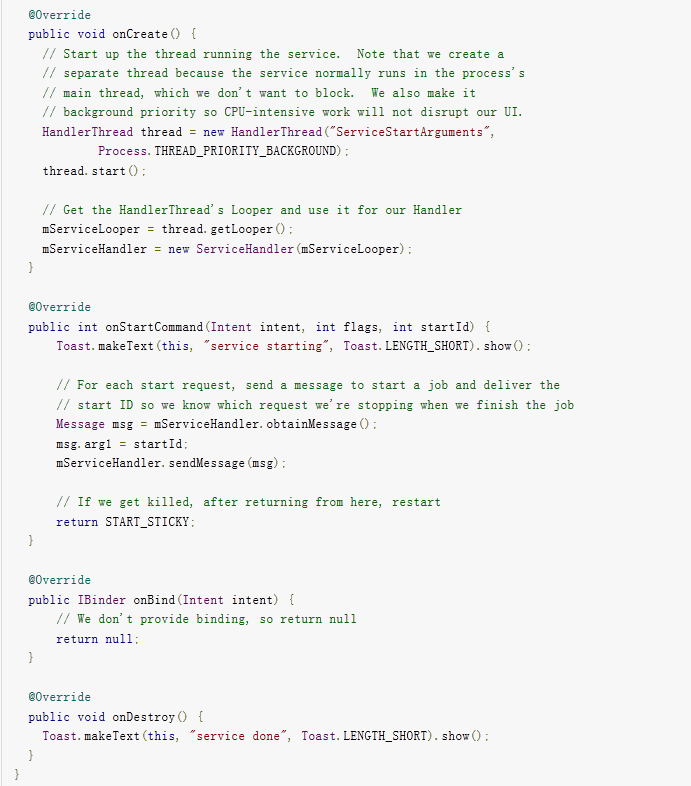 @Override
public void onCreate() {
// Start up the thread running the service.  Note that we create a
// separate thread because the service normally runs in the process's
// main thread, which we don't want to block.  We also make it
// background priority so CPU-intensive work will not disrupt our UI.
HandlerThread thread = new HandlerThread("ServiceStartArguments",
Process.THREAD_PRIORITY_BACKGROUND);
thread.start();
// Get the HandlerThread's Looper and use it for our Handler
mServiceLooper = thread.getLooper();
mServiceHandler = new ServiceHandler(mServiceLooper);
}
@Override
public int onStartCommand(Intent intent, int flags, int startId) {
Toast.makeText(this, "service starting", Toast.LENGTH_SHORT).show();
// For each start request, send a message to start a job and deliver the
// start ID so we know which request we're stopping when we finish the job
Message msg = mServiceHandler.obtainMessage();
msg.arg1 = startId;
mServiceHandler.sendMessage(msg);
// If we get killed, after returning from here, restart
return START_STICKY;
}
@Override
public IBinder onBind(Intent intent) {
// We don't provide binding, so return null
return null;
}
@Override
public void onDestroy() {
Toast.makeText(this, "service done", Toast.LENGTH_SHORT).show();
}
}